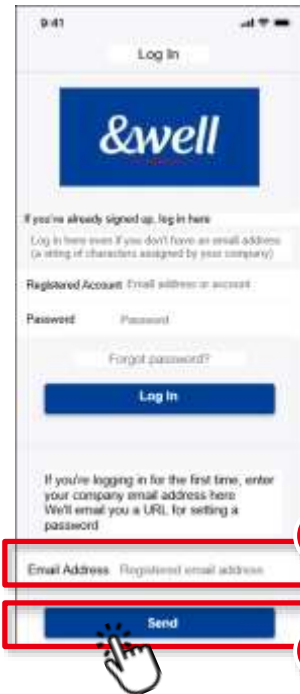 9:41
Log In
&well
If you're already signed up, log in here
Log in here even if you don't have an email address
(a string of characters assigned by your company)
Registered Account Email address or account
Password Password
Forgot password?
Log In
If you're logging in for the first time, enter
your company email address here
We'll email you a URL for setting a
password
Email Address Registered email address
Send